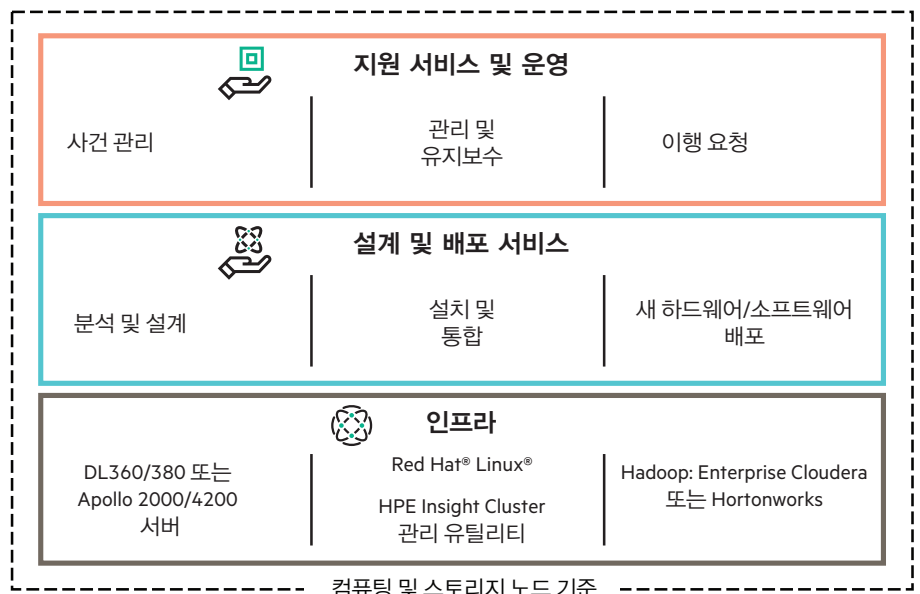 지원 서비스 및 운영
사건 관리
관리 및
유지보수
이행 요청
설계 및 배포 서비스
분석 및 설계
설치 및
통합
새 하드웨어/소프트웨어
배포
인프라
DL360/380 또는
Apollo 2000/4200
서버
Red Hat® Linux®
HPE Insight Cluster
관리 유틸리티
Hadoop: Enterprise Cloudera
또는 Hortonworks
컴퓨팅 및 스토리지 노드 기준